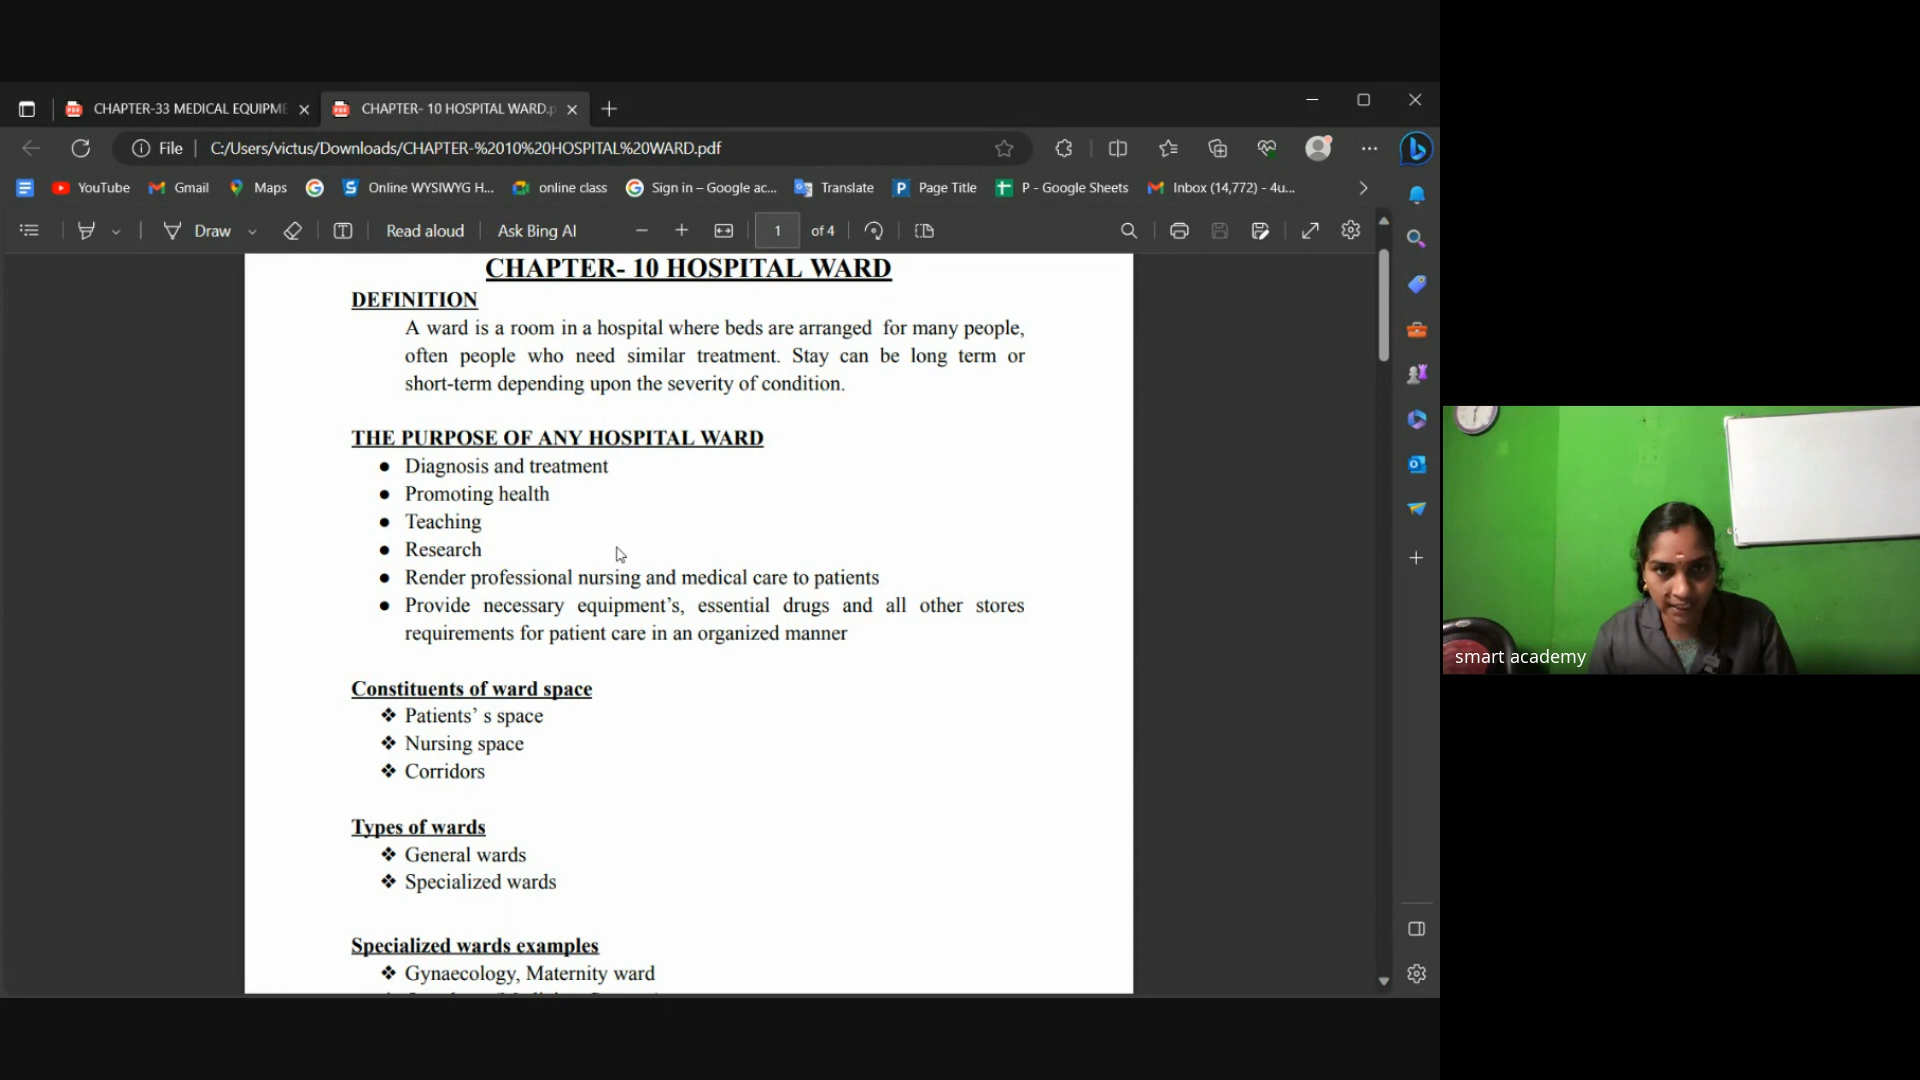 CHAPTER-33 MEDICAL EQUIPME
CHAPTER- 10 HOSPITAL WARD.p
File
C:/Users/victus/Downloads/CHAPTER-%2010%20HOSPITAL%20WARD.pdf
YouTube
Gmail
Maps
Online WYSIWYG H...
online class
Sign in – Google ac...
Translate
Page Title
P - Google Sheets
Inbox (14,772) - 4u...
Draw
Read aloud
Ask Bing AI
1
of 4
CHAPTER- 10 HOSPITAL WARD
DEFINITION
A ward is a room in a hospital where beds are arranged for many people,
often people who need similar treatment. Stay can be long term or
short-term depending upon the severity of condition.
THE PURPOSE OF ANY HOSPITAL WARD
● Diagnosis and treatment
● Promoting health
● Teaching
● Research
● Render professional nursing and medical care to patients
● Provide necessary equipment’s, essential drugs and all other stores
requirements for patient care in an organized manner
Constituents of ward space
❖ Patients’ s space
❖ Nursing space
❖ Corridors
Types of wards
❖ General wards
❖ Specialized wards
Specialized wards examples
❖ Gynaecology, Maternity ward
smart academy